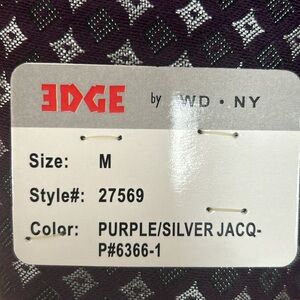 EDGE by WD • NY
Size: M
Style#: 27569
Color: PURPLE/SILVER JACQ-
P#6366-1